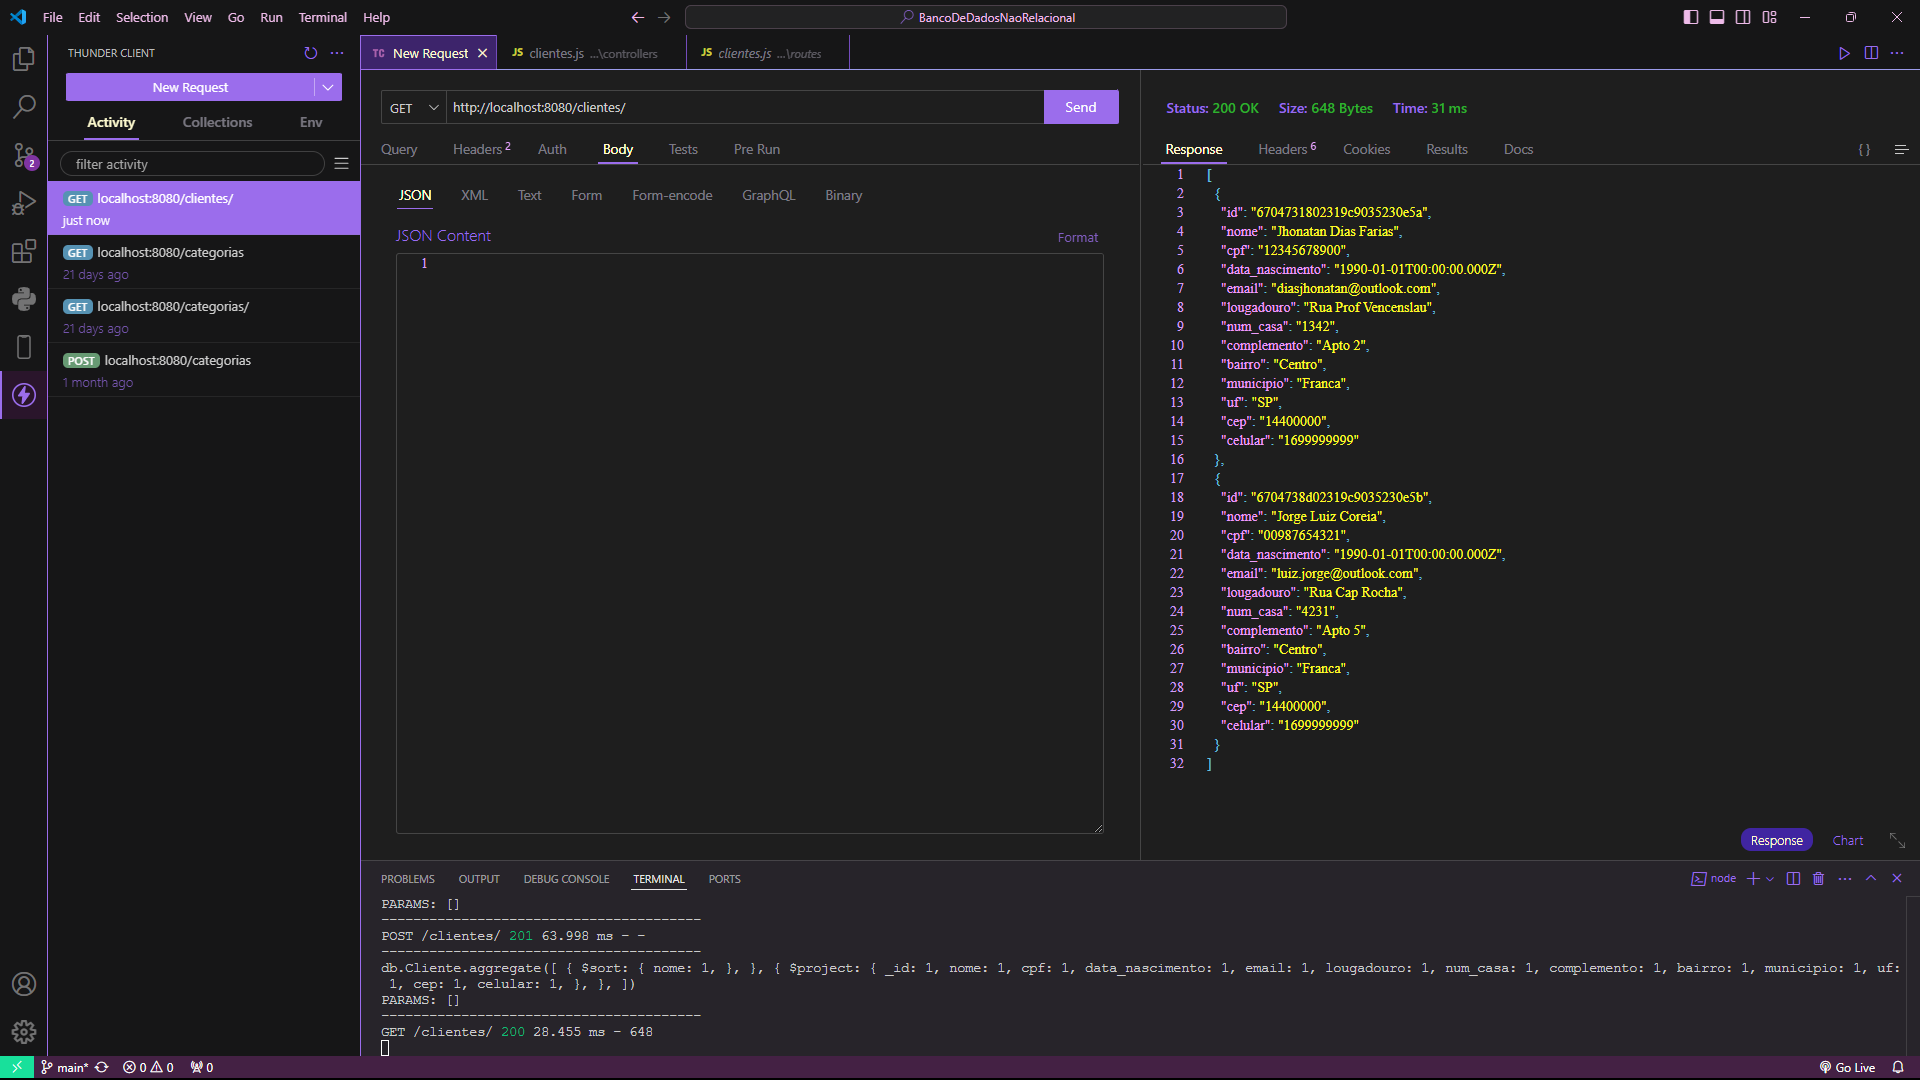 File Edit Selection View Go Run Terminal Help
BancoDeDadosNaoRelacional
THUNDER CLIENT
New Request
Activity Collections Env
filter activity
GET localhost:8080/clientes/
just now
GET localhost:8080/categorias
21 days ago
GET localhost:8080/categorias/
21 days ago
POST localhost:8080/categorias
1 month ago
2
TC New Request
JS clientes.js ...\controllers
JS clientes.js ...\routes
GET http://localhost:8080/clientes/ Send
Query Headers 2 Auth Body Tests Pre Run
JSON XML Text Form Form-encode GraphQL Binary
JSON Content Format
1
Status: 200 OK Size: 648 Bytes Time: 31 ms
Response Headers 6 Cookies Results Docs {}
1 [
2 {
3 "id": "6704731802319c9035230e5a",
4 "nome": "Jhonatan Dias Farias",
5 "cpf": "12345678900",
6 "data_nascimento": "1990-01-01T00:00:00.000Z",
7 "email": "diasjhonatan@outlook.com",
8 "lougadouro": "Rua Prof Vencenslau",
9 "num_casa": "1342",
10 "complemento": "Apto 2",
11 "bairro": "Centro",
12 "municipio": "Franca",
13 "uf": "SP",
14 "cep": "14400000",
15 "celular": "1699999999"
16 },
17 {
18 "id": "6704738d02319c9035230e5b",
19 "nome": "Jorge Luiz Coreia",
20 "cpf": "00987654321",
21 "data_nascimento": "1990-01-01T00:00:00.000Z",
22 "email": "luiz.jorge@outlook.com",
23 "lougadouro": "Rua Cap Rocha",
24 "num_casa": "4231",
25 "complemento": "Apto 5",
26 "bairro": "Centro",
27 "municipio": "Franca",
28 "uf": "SP",
29 "cep": "14400000",
30 "celular": "1699999999"
31 }
32 ]
Response Chart
PROBLEMS OUTPUT DEBUG CONSOLE TERMINAL PORTS
node
PARAMS: []
----------------------------------------
POST /clientes/ 201 63.998 ms - -
----------------------------------------
db.Cliente.aggregate([ { $sort: { nome: 1, }, }, { $project: { _id: 1, nome: 1, cpf: 1, data_nascimento: 1, email: 1, lougadouro: 1, num_casa: 1, complemento: 1, bairro: 1, municipio: 1, uf:
1, cep: 1, celular: 1, }, }, ])
PARAMS: []
----------------------------------------
GET /clientes/ 200 28.455 ms - 648
main* 0 0 0 Go Live